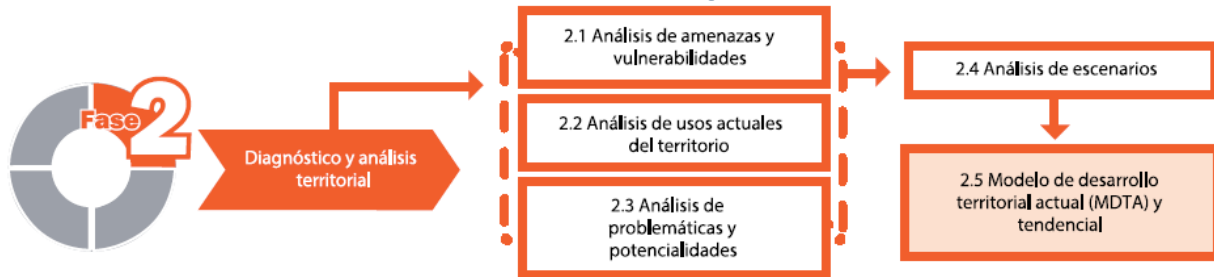 Fase 2
Diagnóstico y análisis
territorial
2.1 Análisis de amenazas y
vulnerabilidades
2.2 Análisis de usos actuales
del territorio
2.3 Análisis de
problemáticas y
potencialidades
2.4 Análisis de escenarios
2.5 Modelo de desarrollo
territorial actual (MDTA) y
tendencial